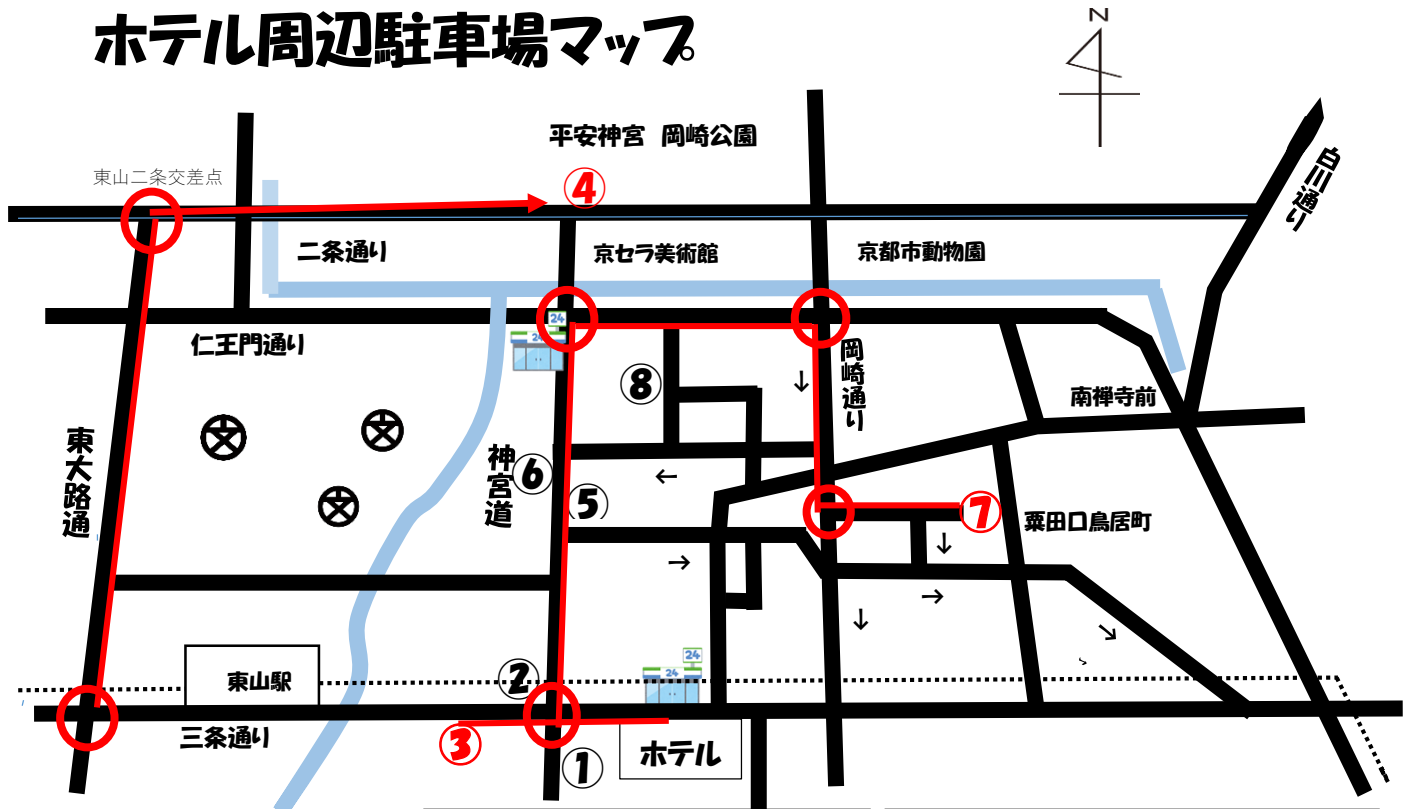 ホテル周辺駐車場マップ。
N
平安神宮 岡崎公園
白川通り
東山二条交差点
④
二条通り
京セラ美術館
京都市動物園
24
24
仁王門通り
岡崎通り
⑧
↓
南禅寺前
東大路通
神宮道
⑥
←
⑤
⑦
粟田口鳥居町
→
↓
→
↓
↘
24
24
②
東山駅
三条通り
③
①
ホテル